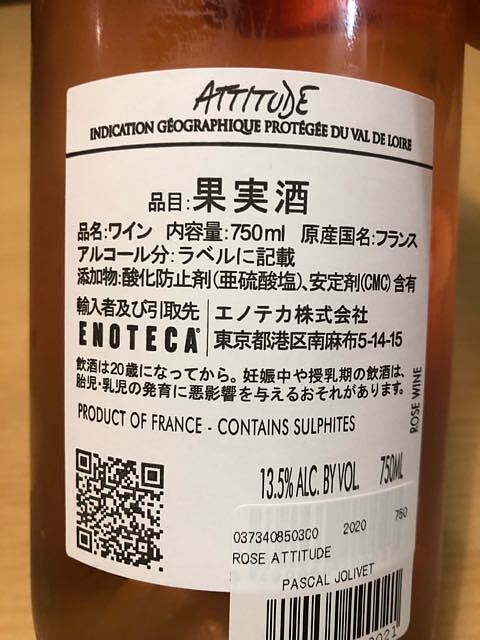 ATTITUDE
INDICATION GÉOGRAPHIQUE PROTÉGÉE DU VAL DE LOIRE
品目:果実酒
品名:ワイン 内容量:750ml 原産国名:フランス
アルコール分:ラベルに記載
添加物:酸化防止剤(亜硫酸塩)、安定剤(CMC)含有
輸入者及び引取先
ENOTECA®
エノテカ株式会社
東京都港区南麻布5-14-15
飲酒は20歳になってから。妊娠中や授乳期の飲酒は、
胎児・乳児の発育に悪影響を与えるおそれがあります。
PRODUCT OF FRANCE - CONTAINS SULPHITES
ROSE WINE
13.5% ALC. BY VOL. 750ML
0373408503C0 2020 750
ROSE ATTITUDE
PASCAL JOLIVET